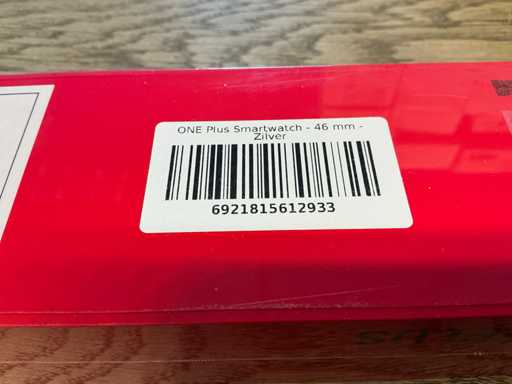 ONE Plus Smartwatch - 46 mm -
Zilver
6921815612933